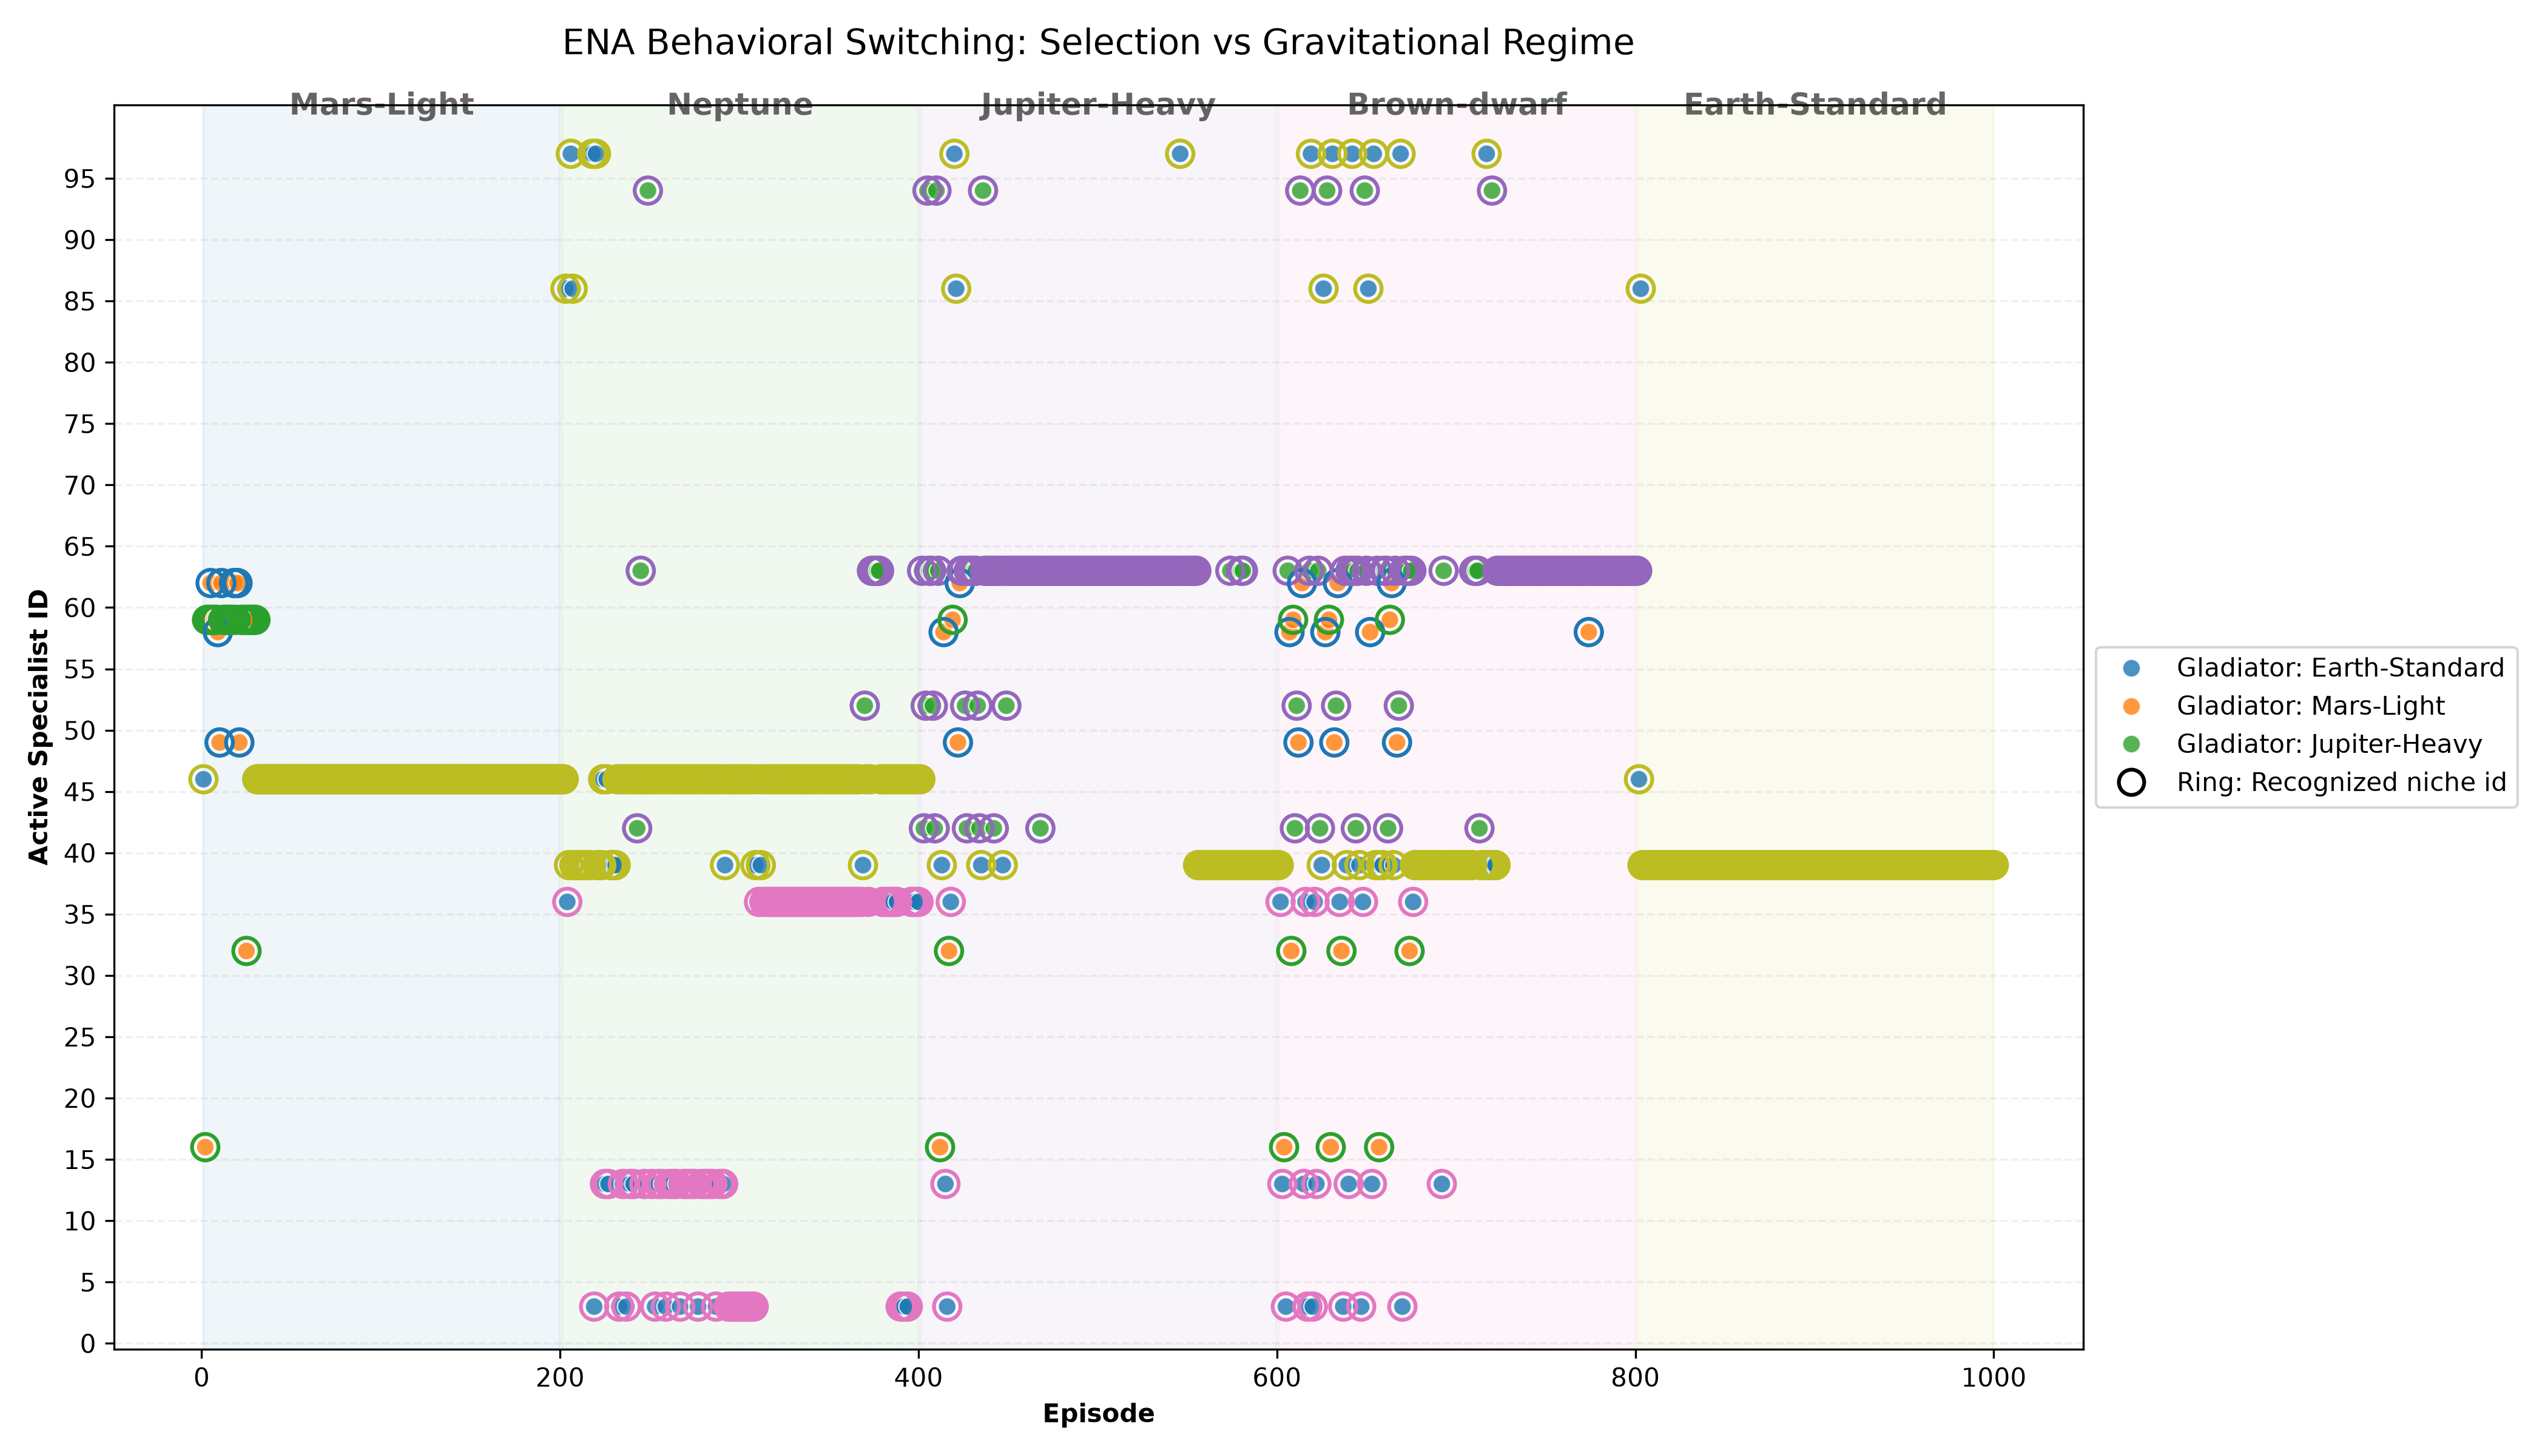 ENA Behavioral Switching: Selection vs Gravitational Regime
Mars-Light Neptune Jupiter-Heavy Brown-dwarf Earth-Standard
95
90
85
80
75
70
65
60
55
50
45
40
35
30
25
20
15
10
5
0
Active Specialist ID
0 200 400 600 800 1000
Episode
Gladiator: Earth-Standard
Gladiator: Mars-Light
Gladiator: Jupiter-Heavy
Ring: Recognized niche id